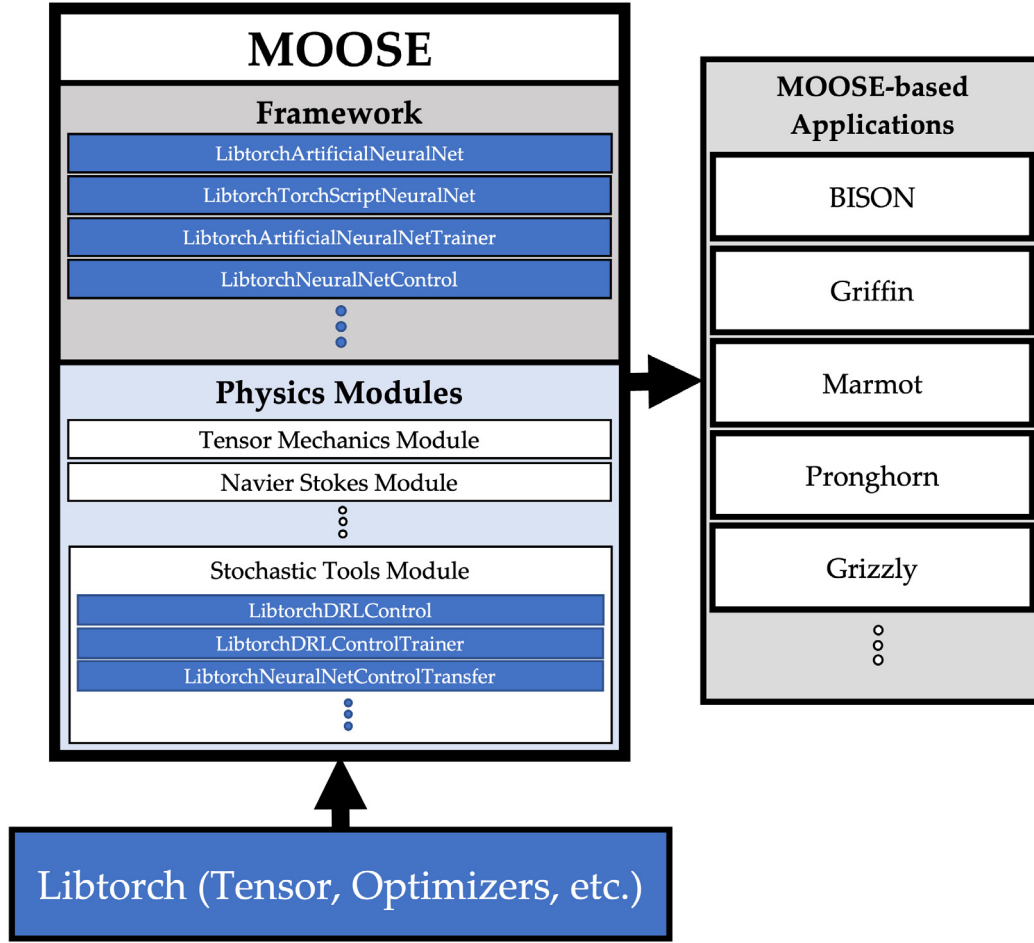 MOOSE
Framework
LibtorchArtificialNeuralNet
LibtorchTorchScriptNeuralNet
LibtorchArtificialNeuralNetTrainer
LibtorchNeuralNetControl
Physics Modules
Tensor Mechanics Module
Navier Stokes Module
Stochastic Tools Module
LibtorchDRLControl
LibtorchDRLControlTrainer
LibtorchNeuralNetControlTransfer
Libtorch (Tensor, Optimizers, etc.)
MOOSE-based
Applications
BISON
Griffin
Marmot
Pronghorn
Grizzly